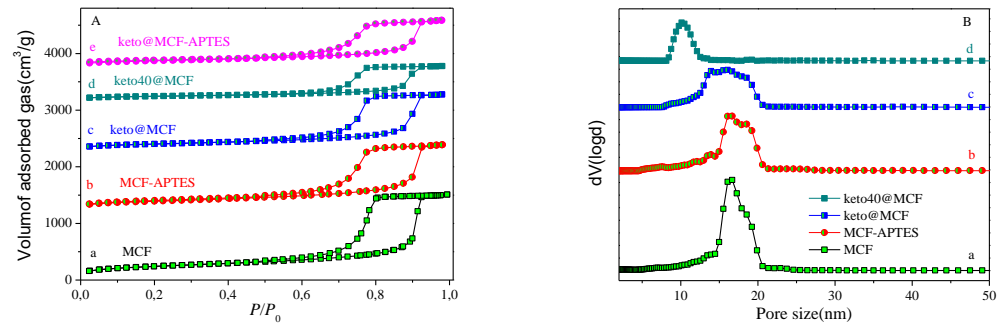 A
e keto@MCF-APTES
d keto40@MCF
c keto@MCF
b MCF-APTES
a MCF
Volumof adsorbed gas(cm³/g)
4000
3000
2000
1000
0
0,0 0,2 0,4 0,6 0,8 1,0
P/P₀
B
d
c
b
a
keto40@MCF
keto@MCF
MCF-APTES
MCF
dV(logd)
10 20 30 40 50
Pore size(nm)